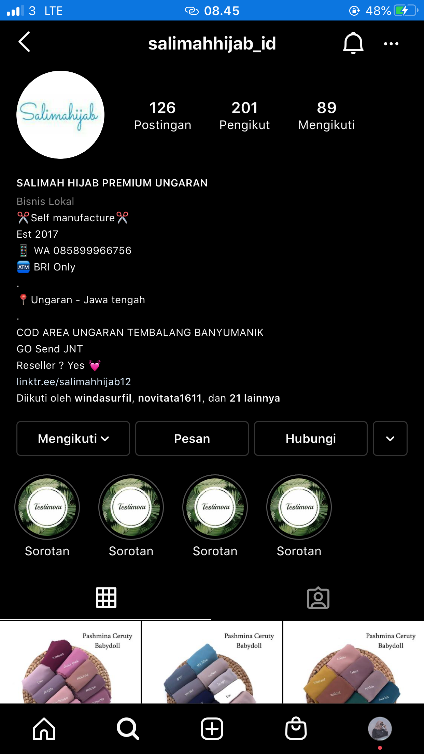 3 LTE 08.45 48%
salimahhijab_id
Salimahijab
126 201 89
Postingan Pengikut Mengikuti
SALIMAH HIJAB PREMIUM UNGARAN
Bisnis Lokal
✂️Self manufacture✂️
Est 2017
📱 WA 085899966756
🏧 BRI Only
.
📍Ungaran - Jawa tengah
.
COD AREA UNGARAN TEMBALANG BANYUMANIK
GO Send JNT
Reseller ? Yes 💓
linktr.ee/salimahhijab12
Diikuti oleh windasurfil, novitata1611, dan 21 lainnya
Mengikuti Pesan Hubungi
Testimoni Testimoni Testimoni Testimoni
Sorotan Sorotan Sorotan Sorotan
Pashmina Ceruty Pashmina Ceruty Pashmina Ceruty
Babydoll Babydoll Babydoll